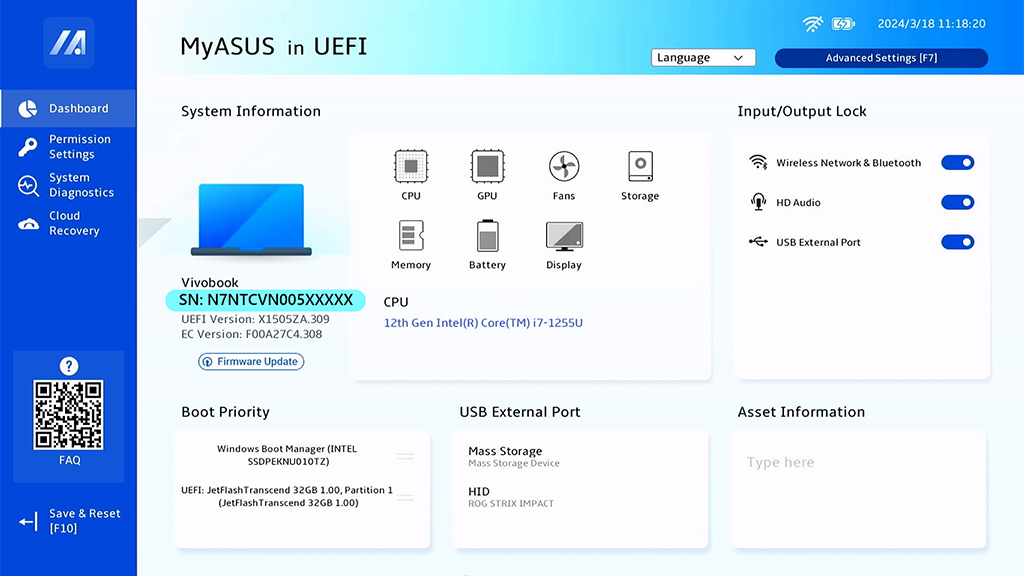 MyASUS in UEFI
2024/3/18 11:18:20
Language
Advanced Settings [F7]
Dashboard
Permission
Settings
System
Diagnostics
Cloud
Recovery
?
FAQ
Save & Reset
[F10]
System Information
Vivobook
SN: N7NTCVN005XXXXX
UEFI Version: X1505ZA.309
EC Version: F00A27C4.308
Firmware Update
CPU
GPU
Fans
Storage
Memory
Battery
Display
CPU
12th Gen Intel(R) Core(TM) i7-1255U
Input/Output Lock
Wireless Network & Bluetooth
HD Audio
USB External Port
Boot Priority
Windows Boot Manager (INTEL
SSDPEKNU010TZ)
UEFI: JetFlashTranscend 32GB 1.00, Partition 1
(JetFlashTranscend 32GB 1.00)
USB External Port
Mass Storage
Mass Storage Device
HID
ROG STRIX IMPACT
Asset Information
Type here